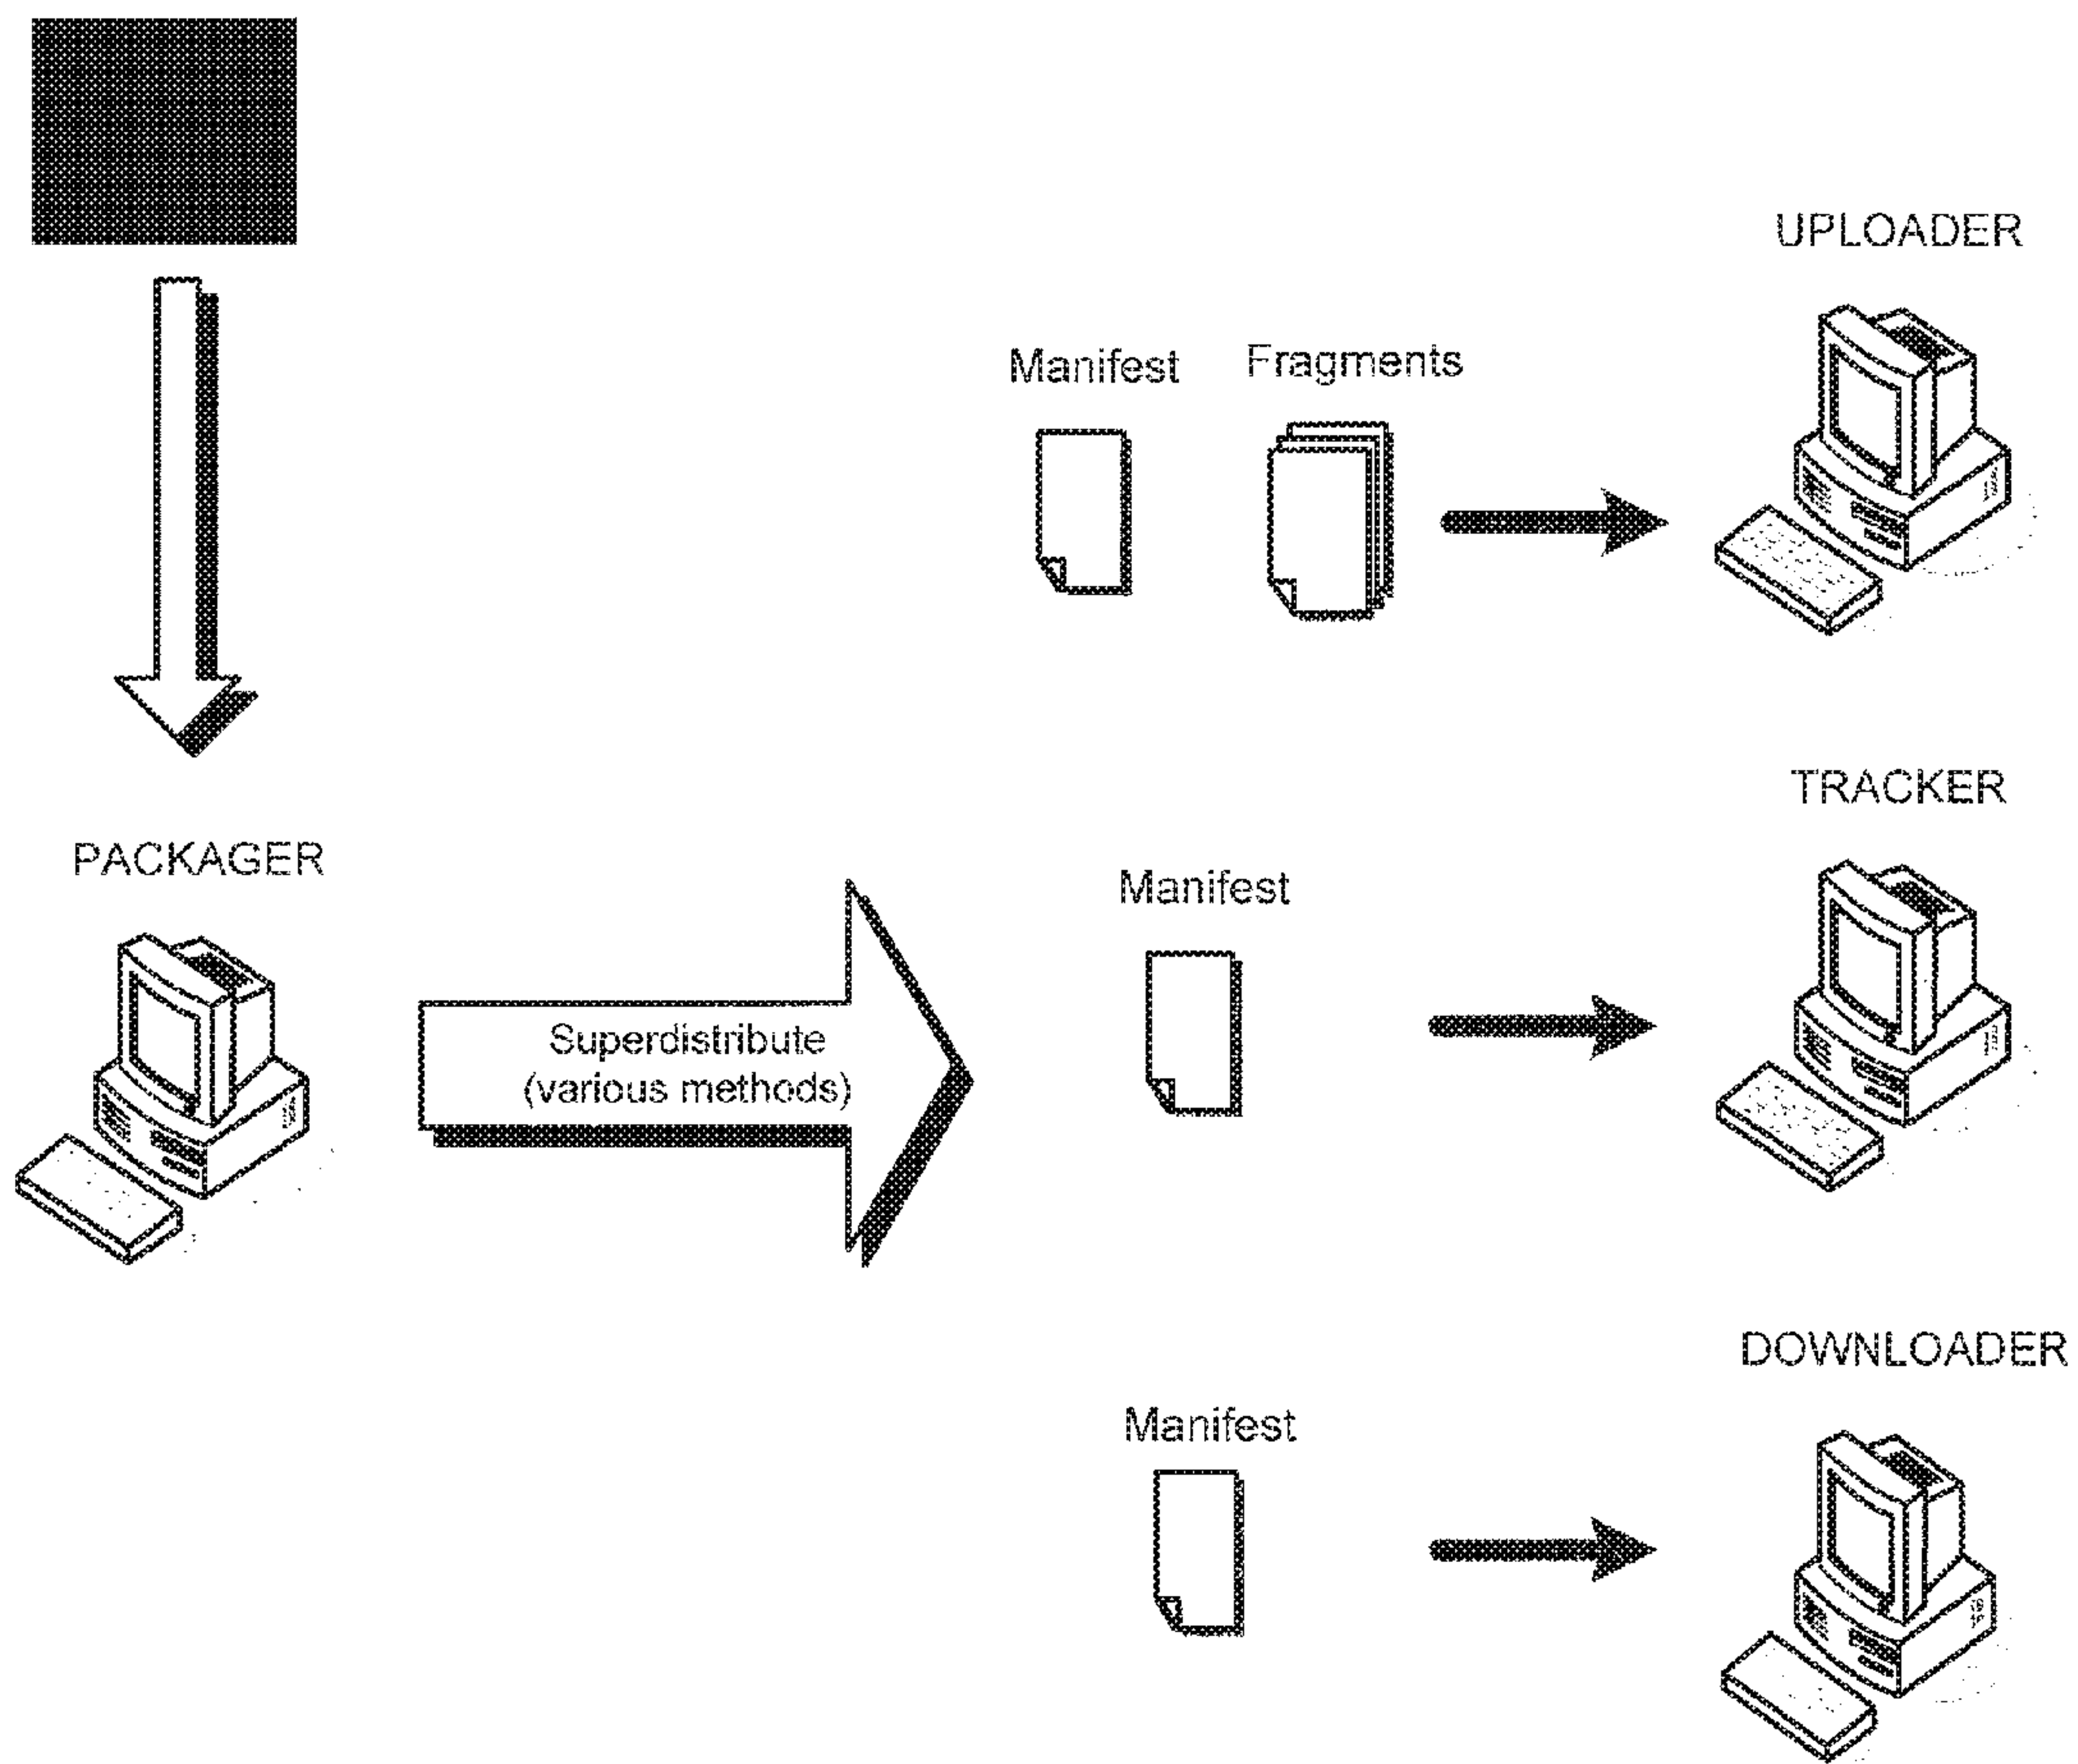 UPLOADER
Manifest
Fragments
TRACKER
PACKAGER
Manifest
Superdistribute
(various methods)
DOWNLOADER
Manifest